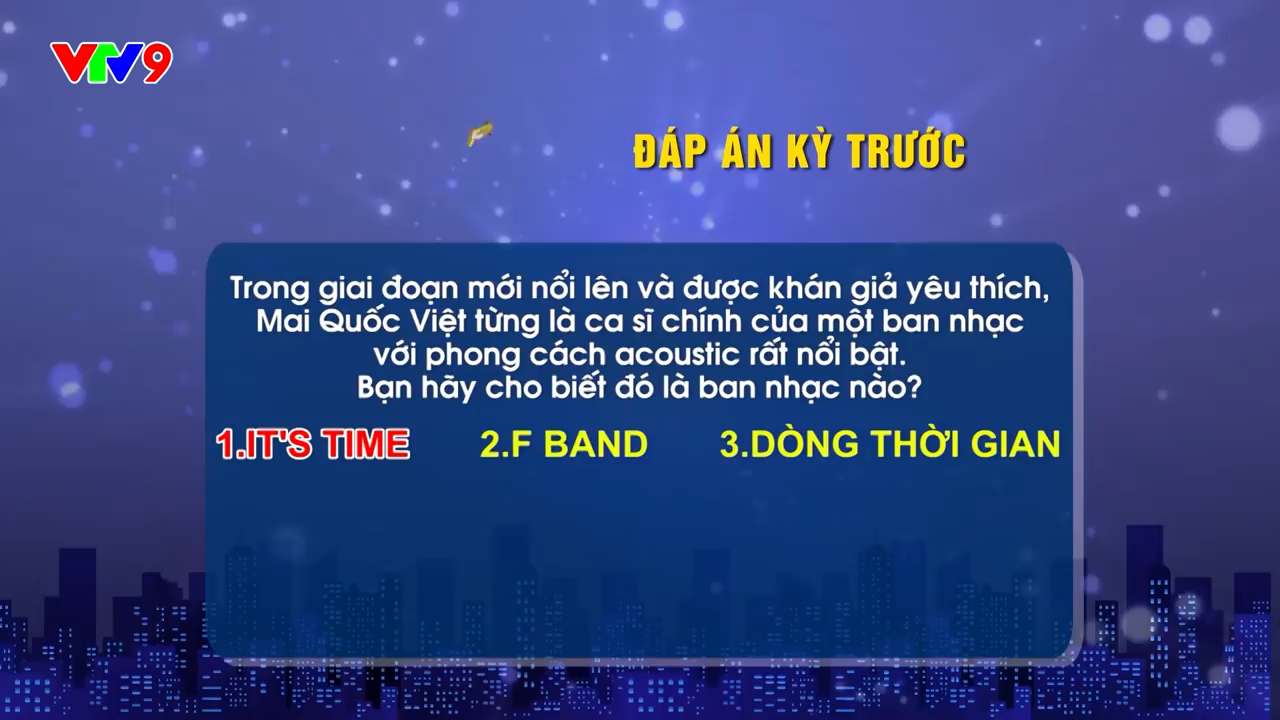 VTV9
ĐÁP ÁN KỲ TRƯỚC
Trong giai đoạn mới nổi lên và được khán giả yêu thích,
Mai Quốc Việt từng là ca sĩ chính của một ban nhạc
với phong cách acoustic rất nổi bật.
Bạn hãy cho biết đó là ban nhạc nào?
1.IT'S TIME 2.F BAND 3.DÒNG THỜI GIAN